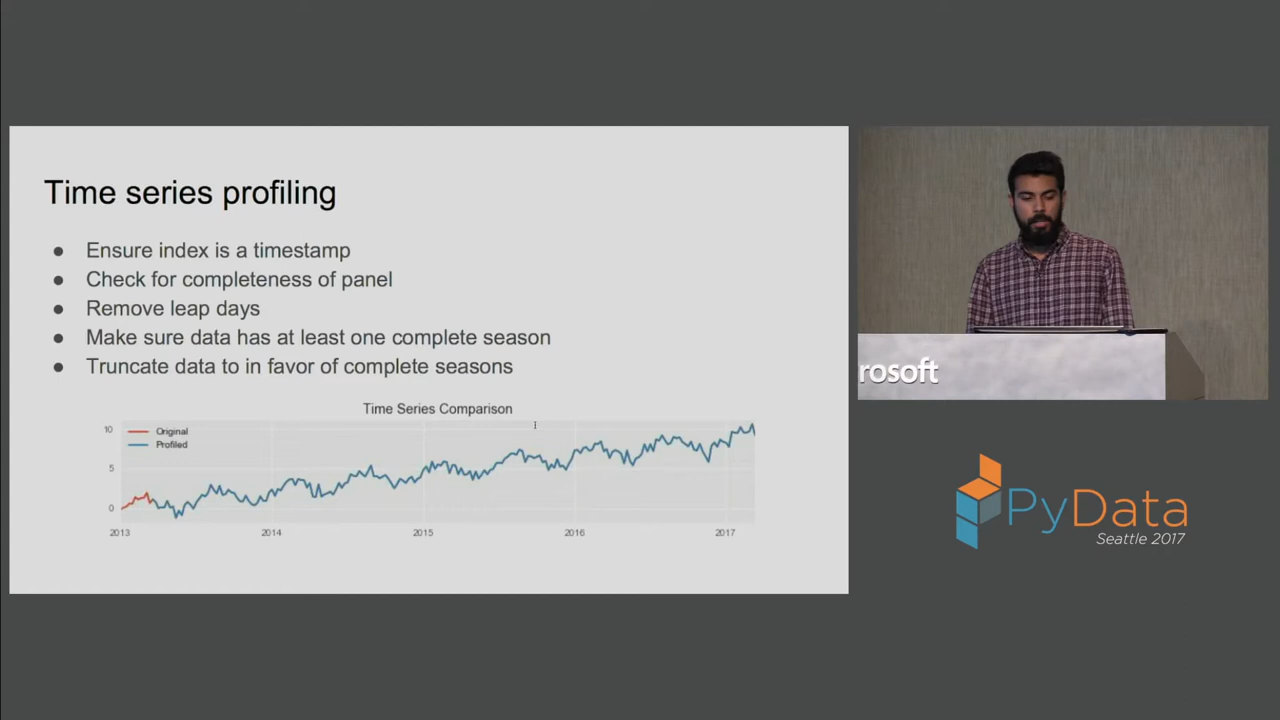 Time series profiling
● Ensure index is a timestamp
● Check for completeness of panel
● Remove leap days
● Make sure data has at least one complete season
● Truncate data to in favor of complete seasons
Time Series Comparison
Original
Profiled
10
5
0
2013 2014 2015 2016 2017
rosoft
PyData
Seattle 2017